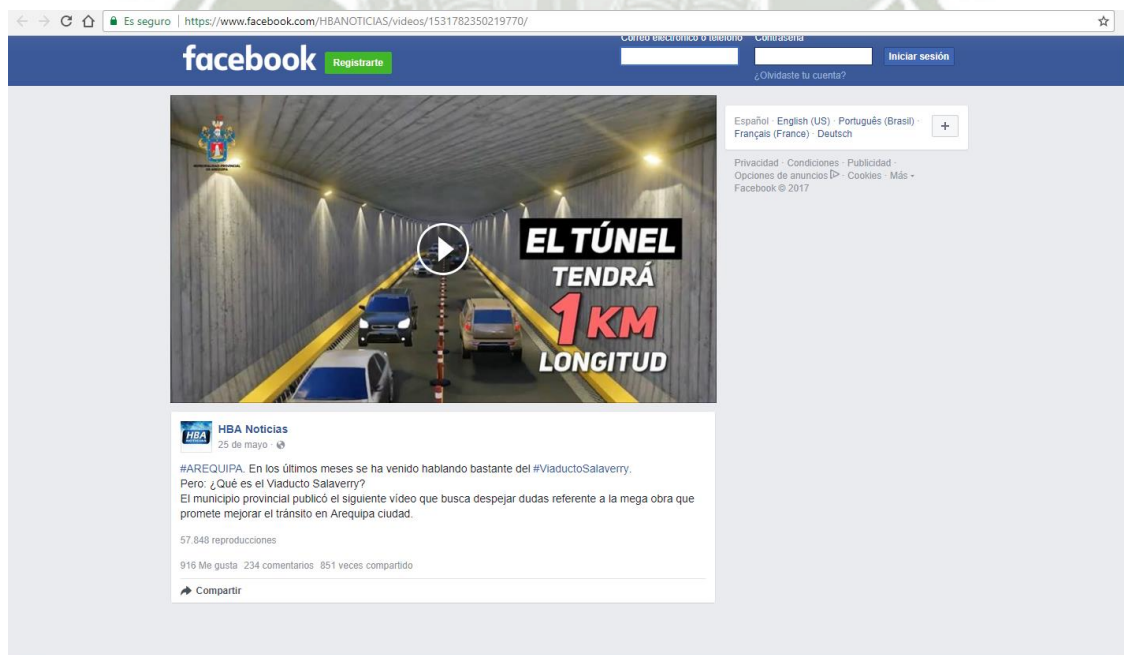 Es seguro | https://www.facebook.com/HBANOTICIAS/videos/1531782350219770/
Correo electrónico o teléfono Contraseña
facebook Registrarte Iniciar sesión
¿Olvidaste tu cuenta?
EL TÚNEL
TENDRÁ
1 KM
LONGITUD
Español · English (US) · Português (Brasil) ·
Français (France) · Deutsch
+
Privacidad · Condiciones · Publicidad ·
Opciones de anuncios · Cookies · Más
Facebook © 2017
HBA NOTICIAS
HBA Noticias
25 de mayo ·
#AREQUIPA. En los últimos meses se ha venido hablando bastante del #ViaductoSalaverry.
Pero: ¿Qué es el Viaducto Salaverry?
El municipio provincial publicó el siguiente vídeo que busca despejar dudas referente a la mega obra que
promete mejorar el tránsito en Arequipa ciudad.
57.848 reproducciones
916 Me gusta 234 comentarios 851 veces compartido
Compartir